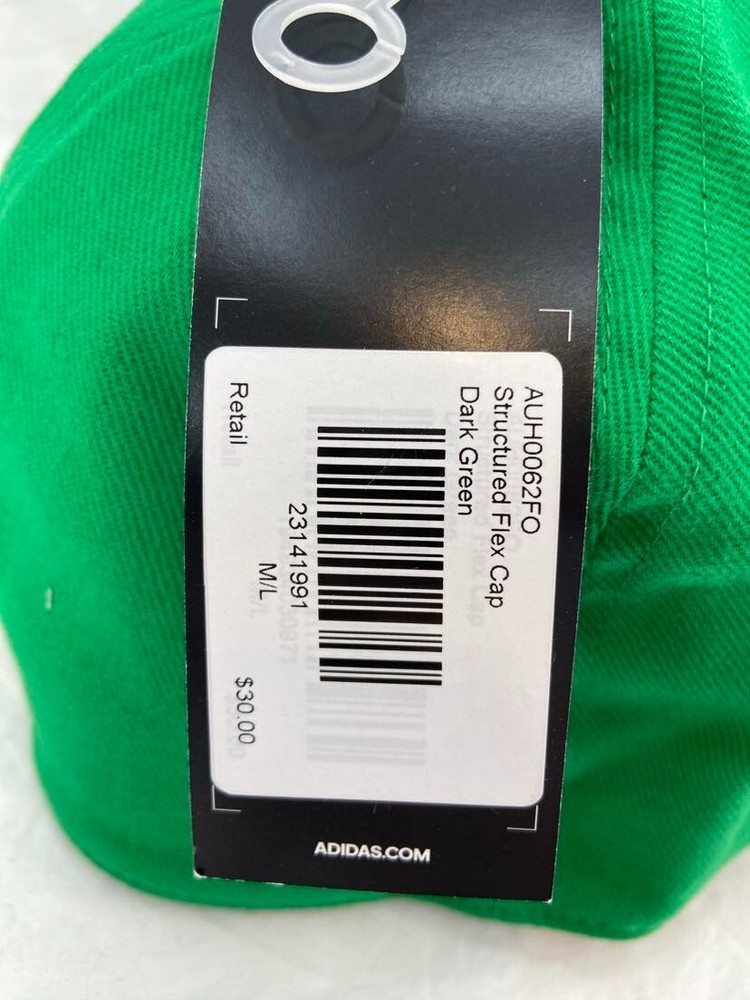 AUH0062FO
Structured Flex Cap
Dark Green
23141991
M/L
Retail
$30.00
ADIDAS.COM